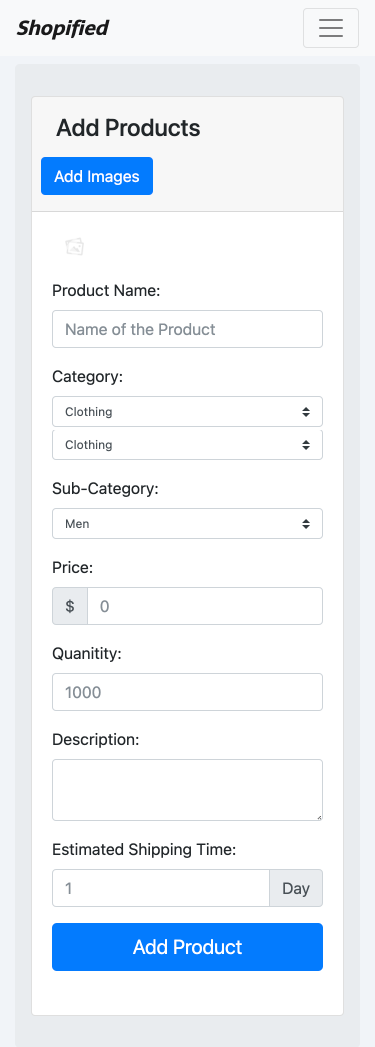 Shopified
Add Products
Add Images
Product Name:
Name of the Product
Category:
Clothing
Clothing
Sub-Category:
Men
Price:
$ 0
Quanitity:
1000
Description:
Estimated Shipping Time:
1 Day
Add Product